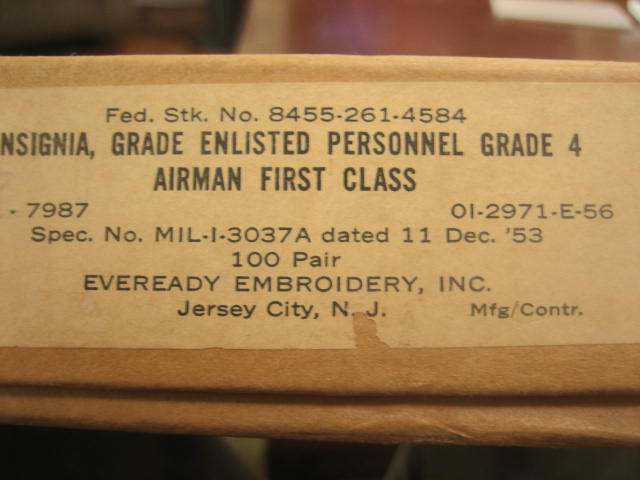 Fed. Stk. No. 8455-261-4584
NSIGNIA, GRADE ENLISTED PERSONNEL GRADE 4
AIRMAN FIRST CLASS
- 7987 OI-2971-E-56
Spec. No. MIL-I-3037A dated 11 Dec. '53
100 Pair
EVEREADY EMBROIDERY, INC.
Jersey City, N. J. Mfg/Contr.